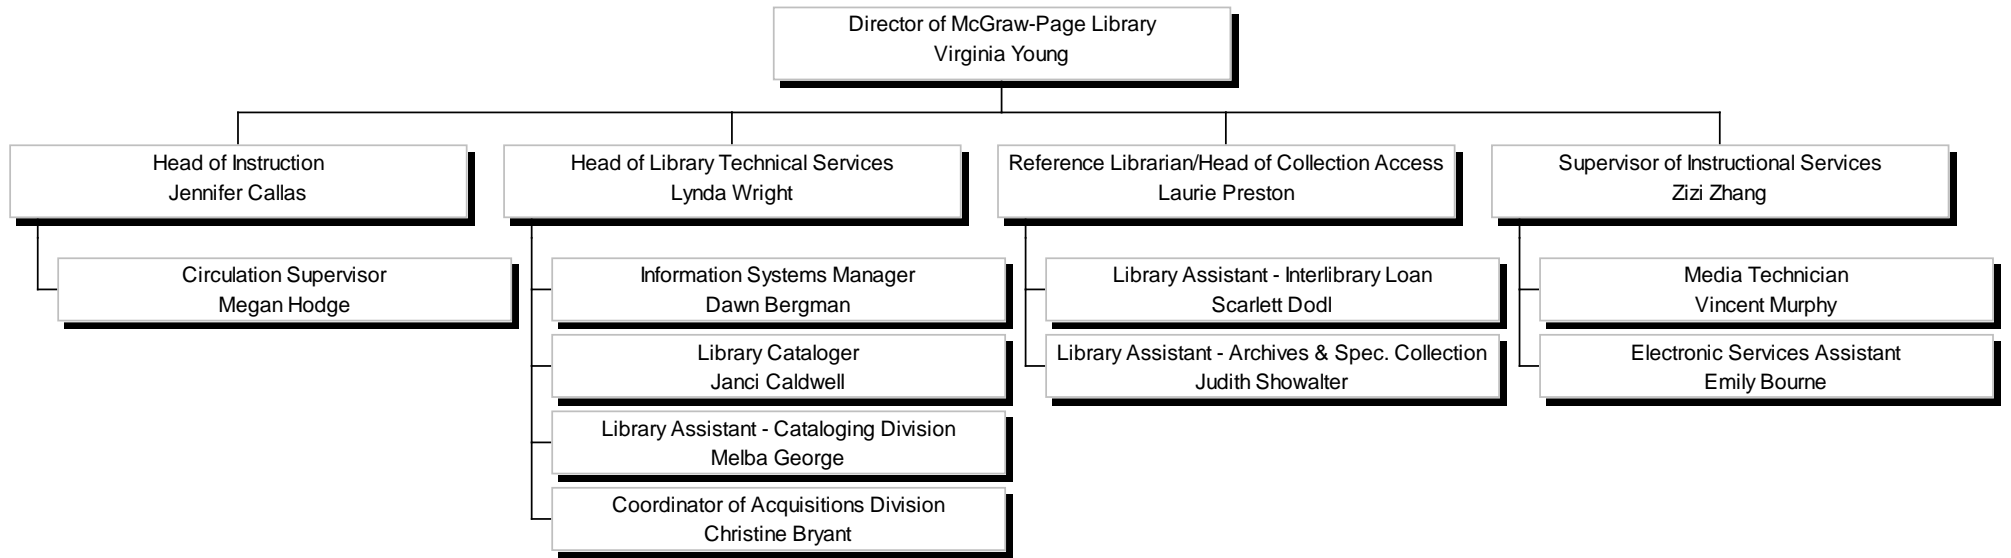 Director of McGraw-Page Library
Virginia Young
Head of Instruction
Jennifer Callas
Circulation Supervisor
Megan Hodge
Head of Library Technical Services
Lynda Wright
Information Systems Manager
Dawn Bergman
Library Cataloger
Janci Caldwell
Library Assistant - Cataloging Division
Melba George
Coordinator of Acquisitions Division
Christine Bryant
Reference Librarian/Head of Collection Access
Laurie Preston
Library Assistant - Interlibrary Loan
Scarlett Dodl
Library Assistant - Archives & Spec. Collection
Judith Showalter
Supervisor of Instructional Services
Zizi Zhang
Media Technician
Vincent Murphy
Electronic Services Assistant
Emily Bourne